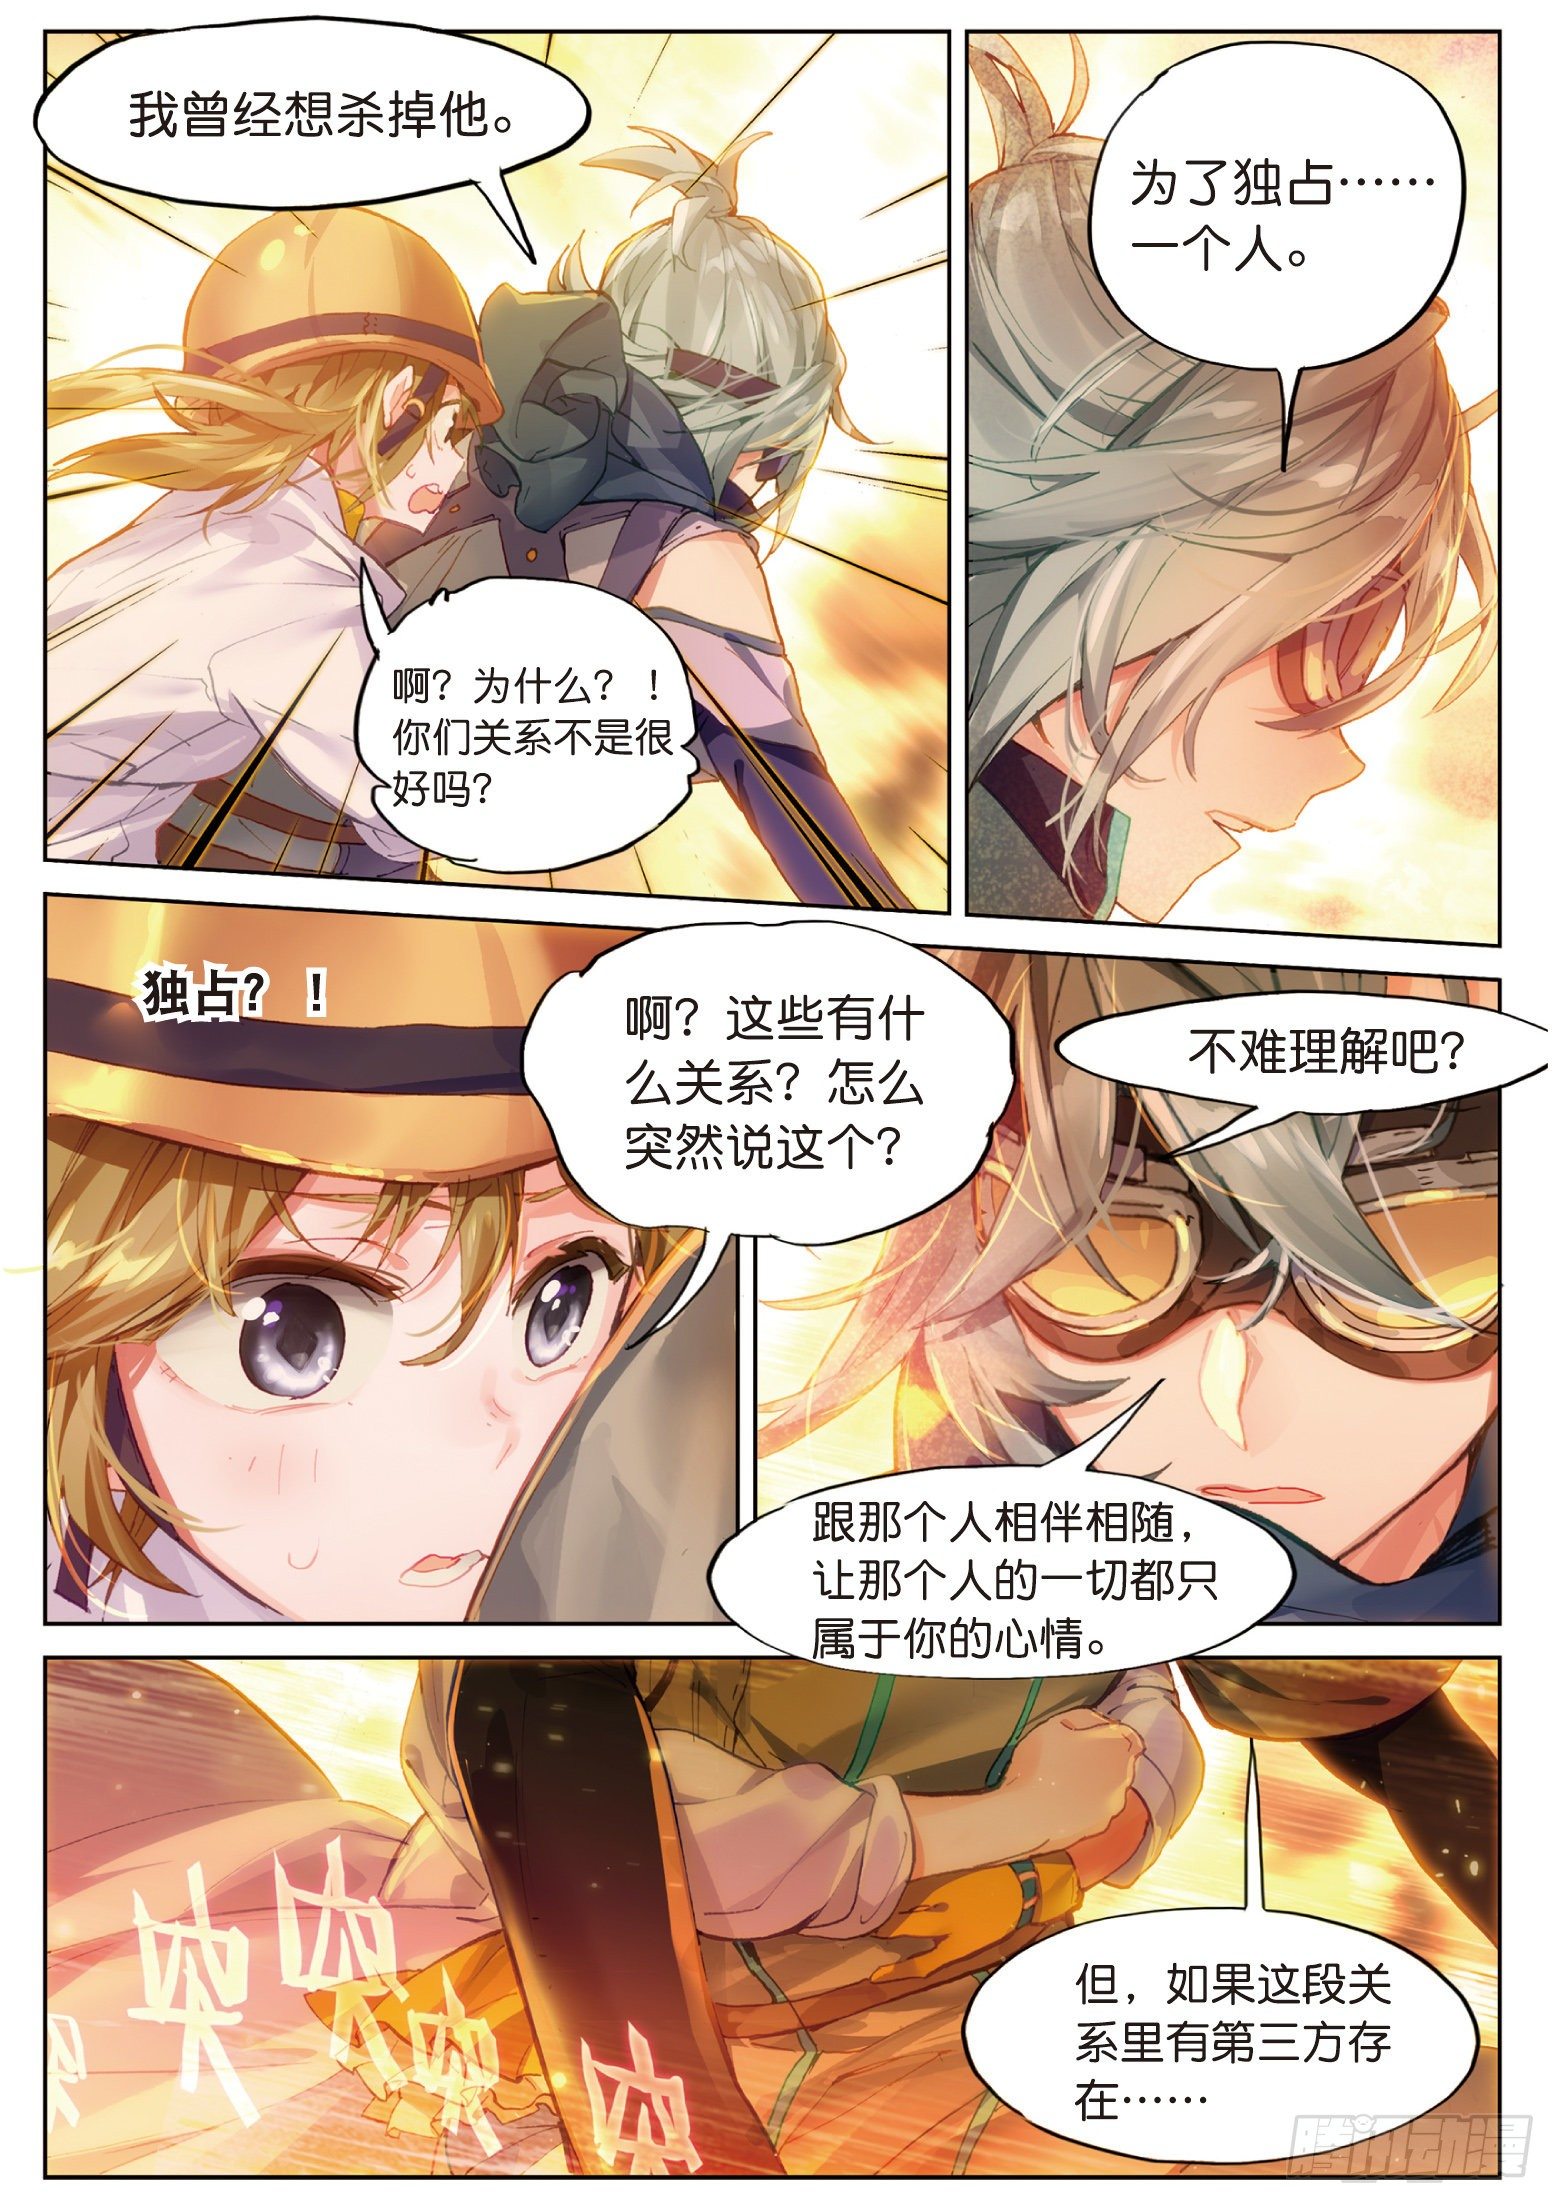 我曾经想杀掉他。
啊？为什么？！
你们关系不是很
好吗？
为了独占……
一个人。
独占？！
啊？这些有什
么关系？怎么
突然说这个？
不难理解吧？
跟那个人相伴相随，
让那个人的一切都只
属于你的心情。
但，如果这段关
系里有第三方存
在……
腾讯动漫